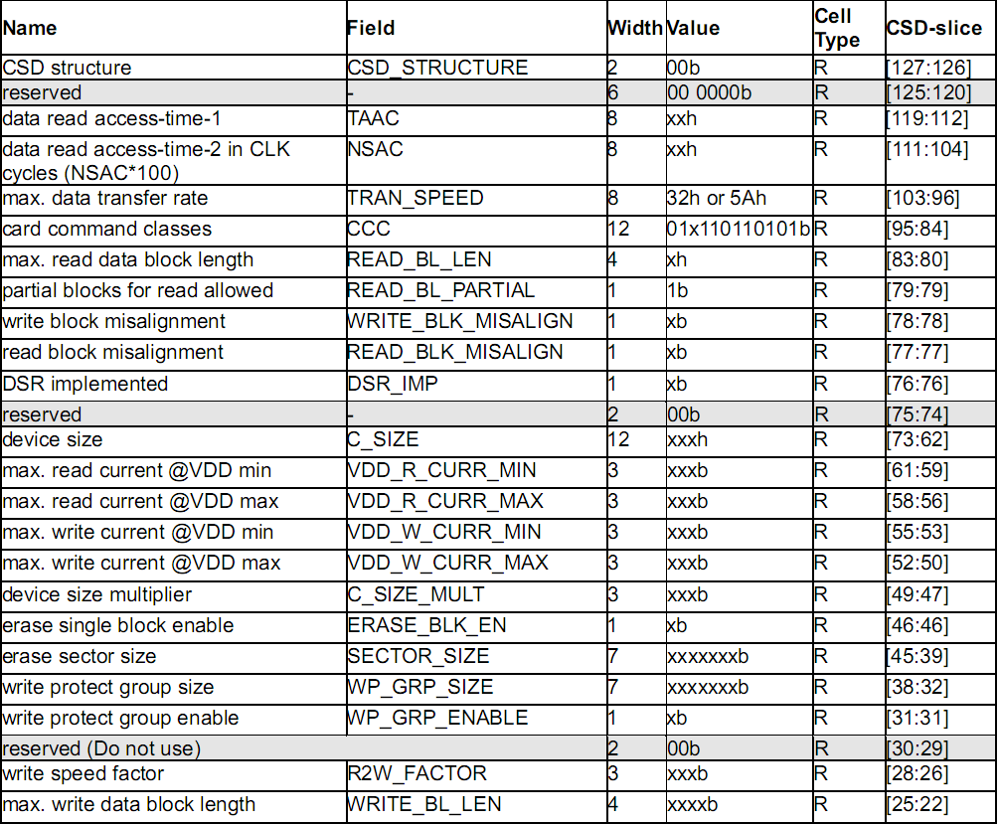 Name Field Width Value Cell Type CSD-slice
CSD structure CSD_STRUCTURE 2 00b R [127:126]
reserved - 6 00 0000b R [125:120]
data read access-time-1 TAAC 8 xxh R [119:112]
data read access-time-2 in CLK cycles (NSAC*100) NSAC 8 xxh R [111:104]
max. data transfer rate TRAN_SPEED 8 32h or 5Ah R [103:96]
card command classes CCC 12 01x110110101b R [95:84]
max. read data block length READ_BL_LEN 4 xh R [83:80]
partial blocks for read allowed READ_BL_PARTIAL 1 1b R [79:79]
write block misalignment WRITE_BLK_MISALIGN 1 xb R [78:78]
read block misalignment READ_BLK_MISALIGN 1 xb R [77:77]
DSR implemented DSR_IMP 1 xb R [76:76]
reserved - 2 00b R [75:74]
device size C_SIZE 12 xxxh R [73:62]
max. read current @VDD min VDD_R_CURR_MIN 3 xxxb R [61:59]
max. read current @VDD max VDD_R_CURR_MAX 3 xxxb R [58:56]
max. write current @VDD min VDD_W_CURR_MIN 3 xxxb R [55:53]
max. write current @VDD max VDD_W_CURR_MAX 3 xxxb R [52:50]
device size multiplier C_SIZE_MULT 3 xxxb R [49:47]
erase single block enable ERASE_BLK_EN 1 xb R [46:46]
erase sector size SECTOR_SIZE 7 xxxxxxxb R [45:39]
write protect group size WP_GRP_SIZE 7 xxxxxxxb R [38:32]
write protect group enable WP_GRP_ENABLE 1 xb R [31:31]
reserved (Do not use) 2 00b R [30:29]
write speed factor R2W_FACTOR 3 xxxb R [28:26]
max. write data block length WRITE_BL_LEN 4 xxxxb R [25:22]